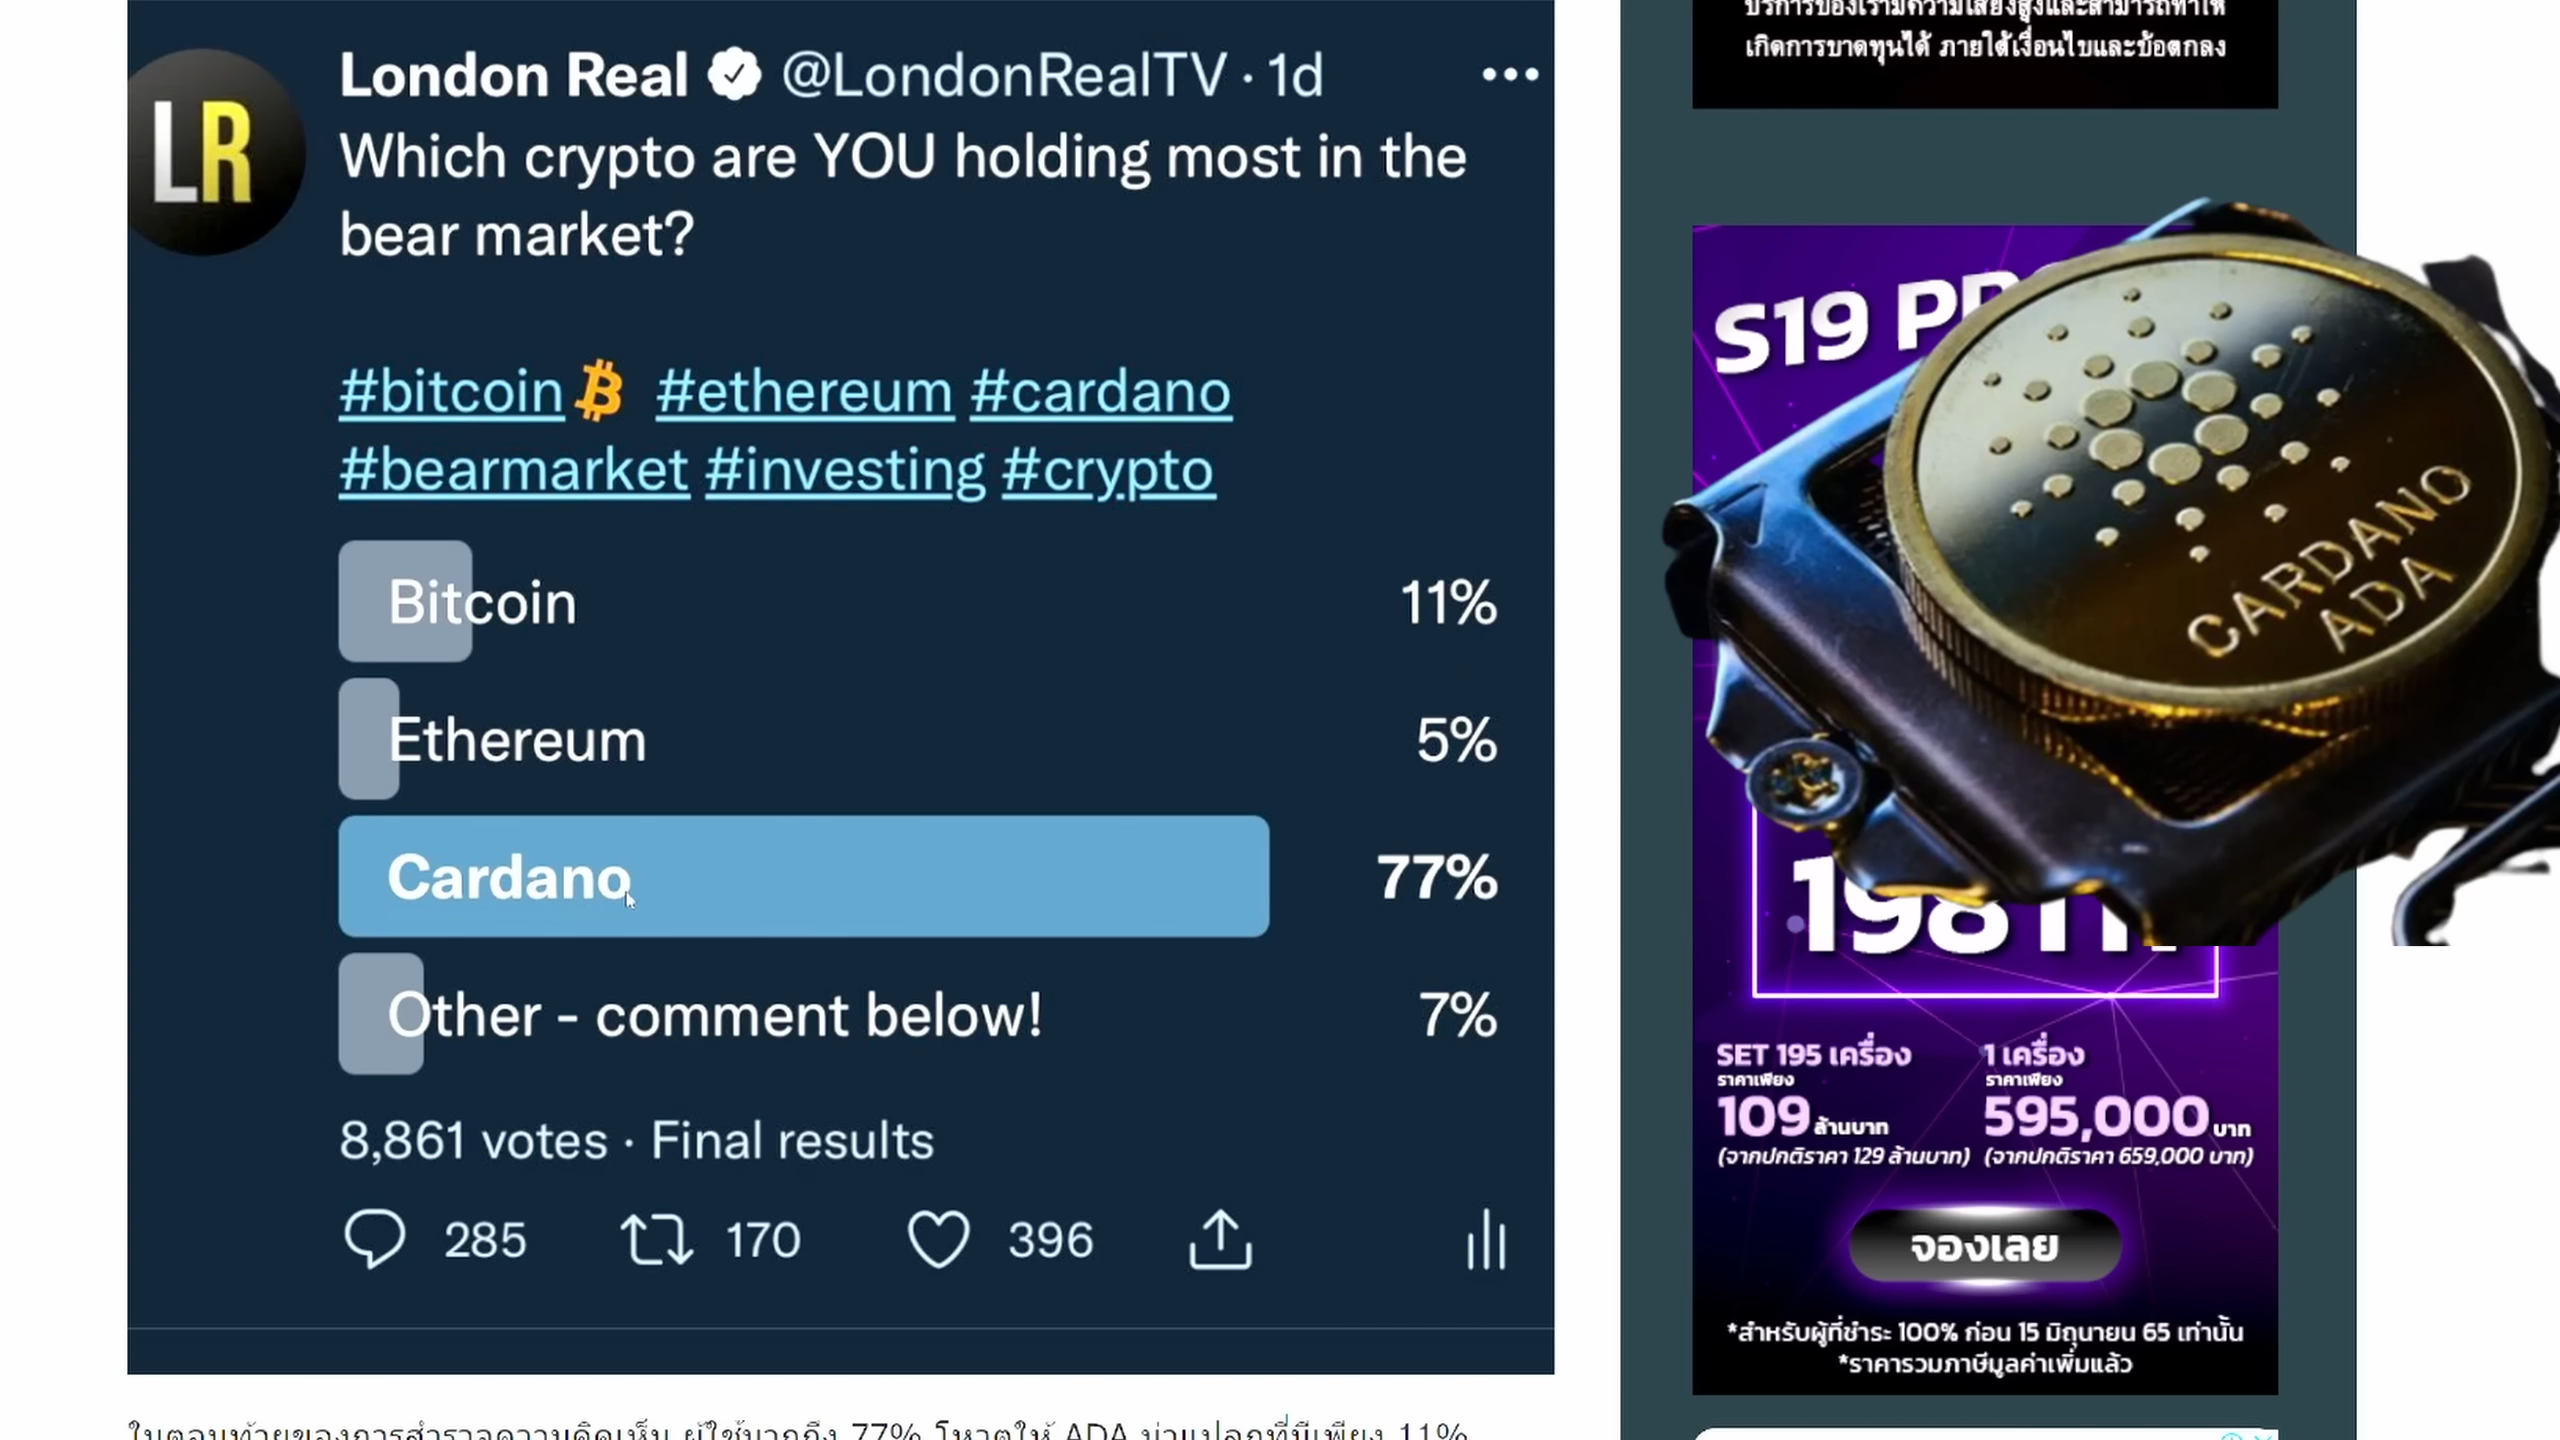 London Real @LondonRealTV · 1d
LR
Which crypto are YOU holding most in the
bear market?
#bitcoin #ethereum #cardano
#bearmarket #investing #crypto
Bitcoin 11%
Ethereum 5%
Cardano 77%
Other - comment below! 7%
8,861 votes · Final results
285 170 396
ในตอนท้ายของการสำรวจความคิดเห็น ผู้ใช้มากถึง 77% โหวตให้ ADA น่าแปลกที่มีเพียง 11%
บริการของเรามีความเสี่ยงสูงและสามารถทำให้
เกิดการขาดทุนได้ ภายใต้เงื่อนไขและข้อตกลง
S19
CARDANO
ADA
198
SET 195 เครื่อง
ราคาเพียง
109 ล้านบาท
(จากปกติราคา 129 ล้านบาท)
1 เครื่อง
ราคาเพียง
595,000 บาท
(จากปกติราคา 659,000 บาท)
จองเลย
*สำหรับผู้ที่ชำระ 100% ก่อน 15 มิถุนายน 65 เท่านั้น
*ราคารวมภาษีมูลค่าเพิ่มแล้ว